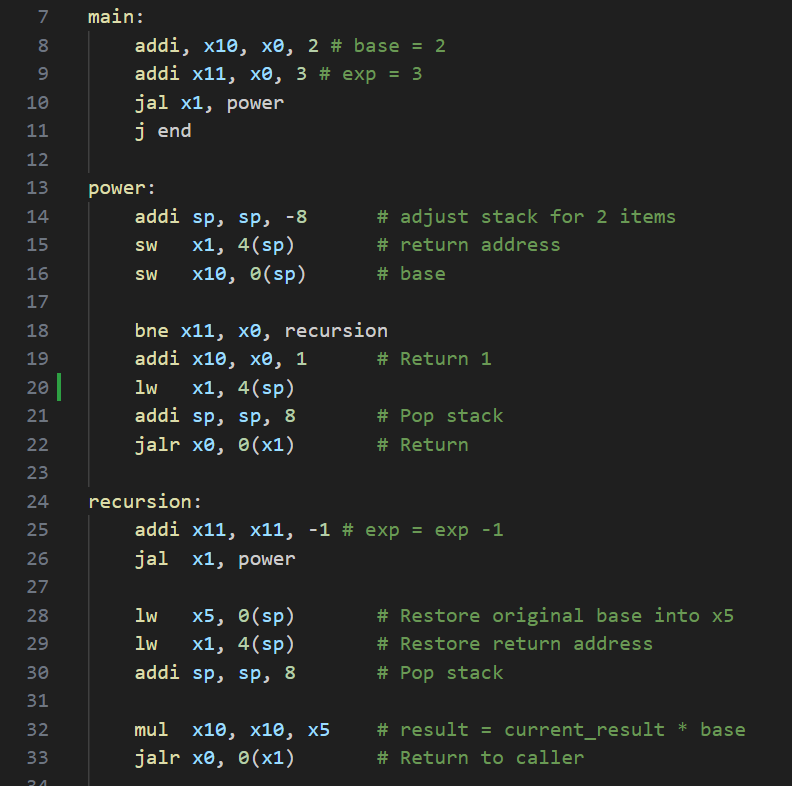 7 main:
8 addi, x10, x0, 2 # base = 2
9 addi x11, x0, 3 # exp = 3
10 jal x1, power
11 j end
12
13 power:
14 addi sp, sp, -8 # adjust stack for 2 items
15 sw x1, 4(sp) # return address
16 sw x10, 0(sp) # base
17
18 bne x11, x0, recursion
19 addi x10, x0, 1 # Return 1
20 lw x1, 4(sp)
21 addi sp, sp, 8 # Pop stack
22 jalr x0, 0(x1) # Return
23
24 recursion:
25 addi x11, x11, -1 # exp = exp -1
26 jal x1, power
27
28 lw x5, 0(sp) # Restore original base into x5
29 lw x1, 4(sp) # Restore return address
30 addi sp, sp, 8 # Pop stack
31
32 mul x10, x10, x5 # result = current_result * base
33 jalr x0, 0(x1) # Return to caller
34